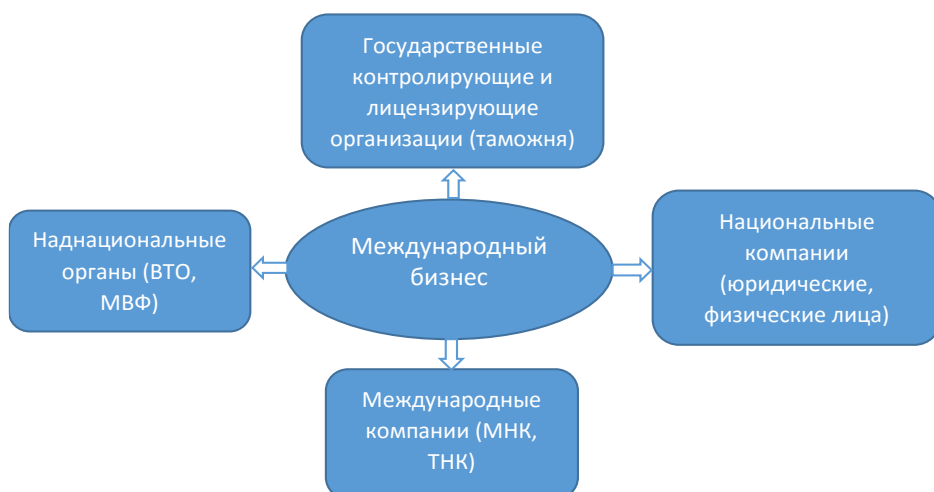 Государственные
контролирующие и
лицензирующие
организации (таможня)
Наднациональные
органы (ВТО,
МВФ)
Международный
бизнес
Национальные
компании
(юридические,
физические лица)
Международные
компании (МНК,
ТНК)